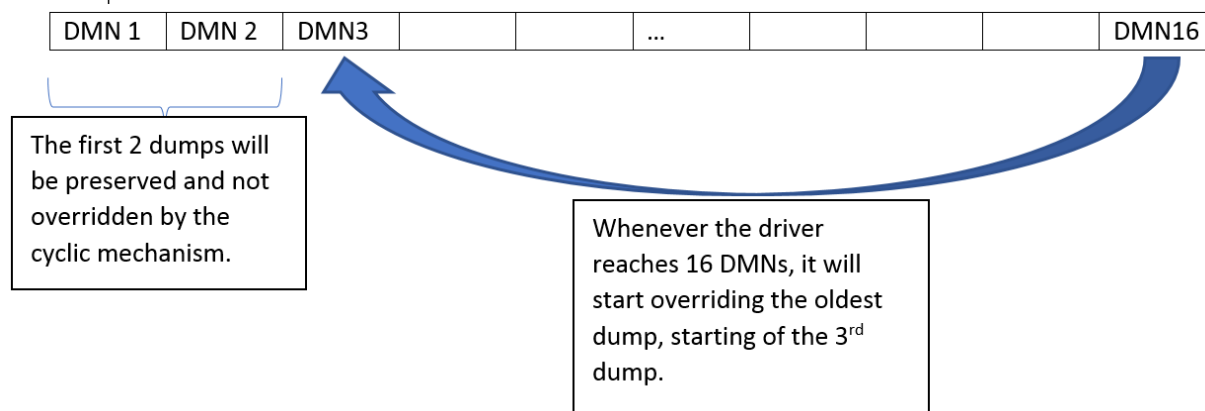 DMN 1 DMN 2 DMN3 ... DMN16
The first 2 dumps will
be preserved and not
overridden by the
cyclic mechanism.
Whenever the driver
reaches 16 DMNs, it will
start overriding the oldest
dump, starting of the 3rd
dump.